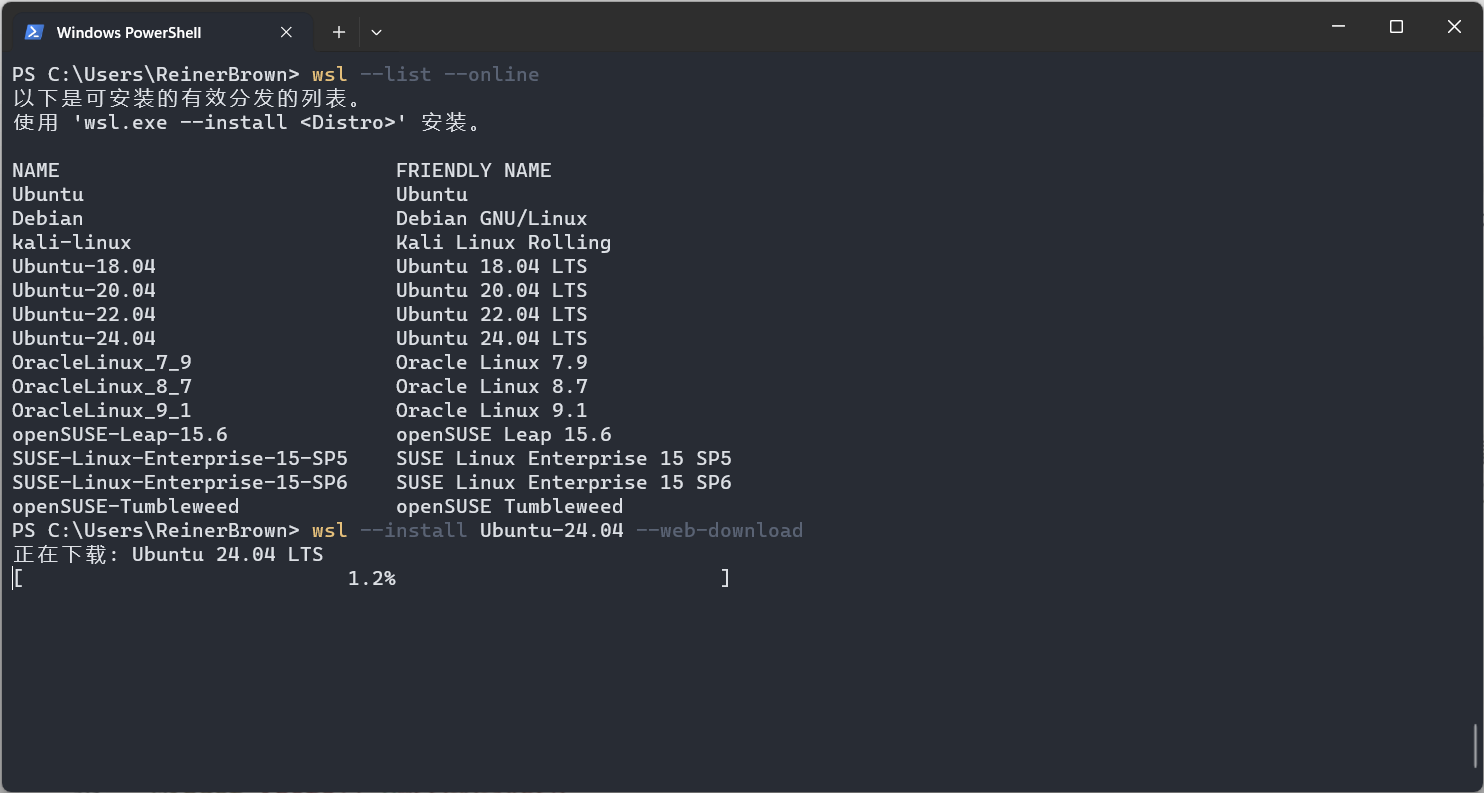 Windows PowerShell
PS C:\Users\ReinerBrown> wsl --list --online
以下是可安装的有效分发的列表。
使用 'wsl.exe --install <Distro>' 安装。
NAME FRIENDLY NAME
Ubuntu Ubuntu
Debian Debian GNU/Linux
kali-linux Kali Linux Rolling
Ubuntu-18.04 Ubuntu 18.04 LTS
Ubuntu-20.04 Ubuntu 20.04 LTS
Ubuntu-22.04 Ubuntu 22.04 LTS
Ubuntu-24.04 Ubuntu 24.04 LTS
OracleLinux_7_9 Oracle Linux 7.9
OracleLinux_8_7 Oracle Linux 8.7
OracleLinux_9_1 Oracle Linux 9.1
openSUSE-Leap-15.6 openSUSE Leap 15.6
SUSE-Linux-Enterprise-15-SP5 SUSE Linux Enterprise 15 SP5
SUSE-Linux-Enterprise-15-SP6 SUSE Linux Enterprise 15 SP6
openSUSE-Tumbleweed openSUSE Tumbleweed
PS C:\Users\ReinerBrown> wsl --install Ubuntu-24.04 --web-download
正在下载: Ubuntu 24.04 LTS
[ 1.2% ]